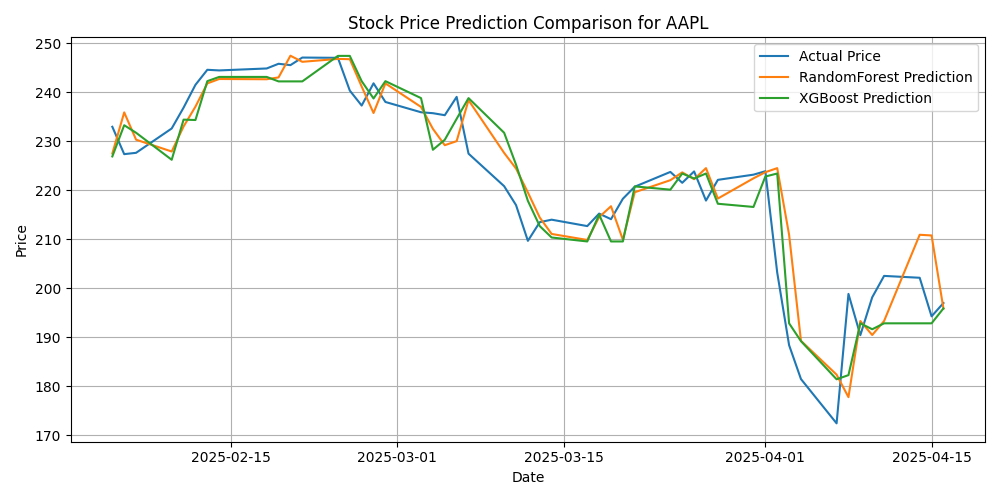 Stock Price Prediction Comparison for AAPL
Actual Price
RandomForest Prediction
XGBoost Prediction
Price
250
240
230
220
210
200
190
180
170
2025-02-15
2025-03-01
2025-03-15
2025-04-01
2025-04-15
Date